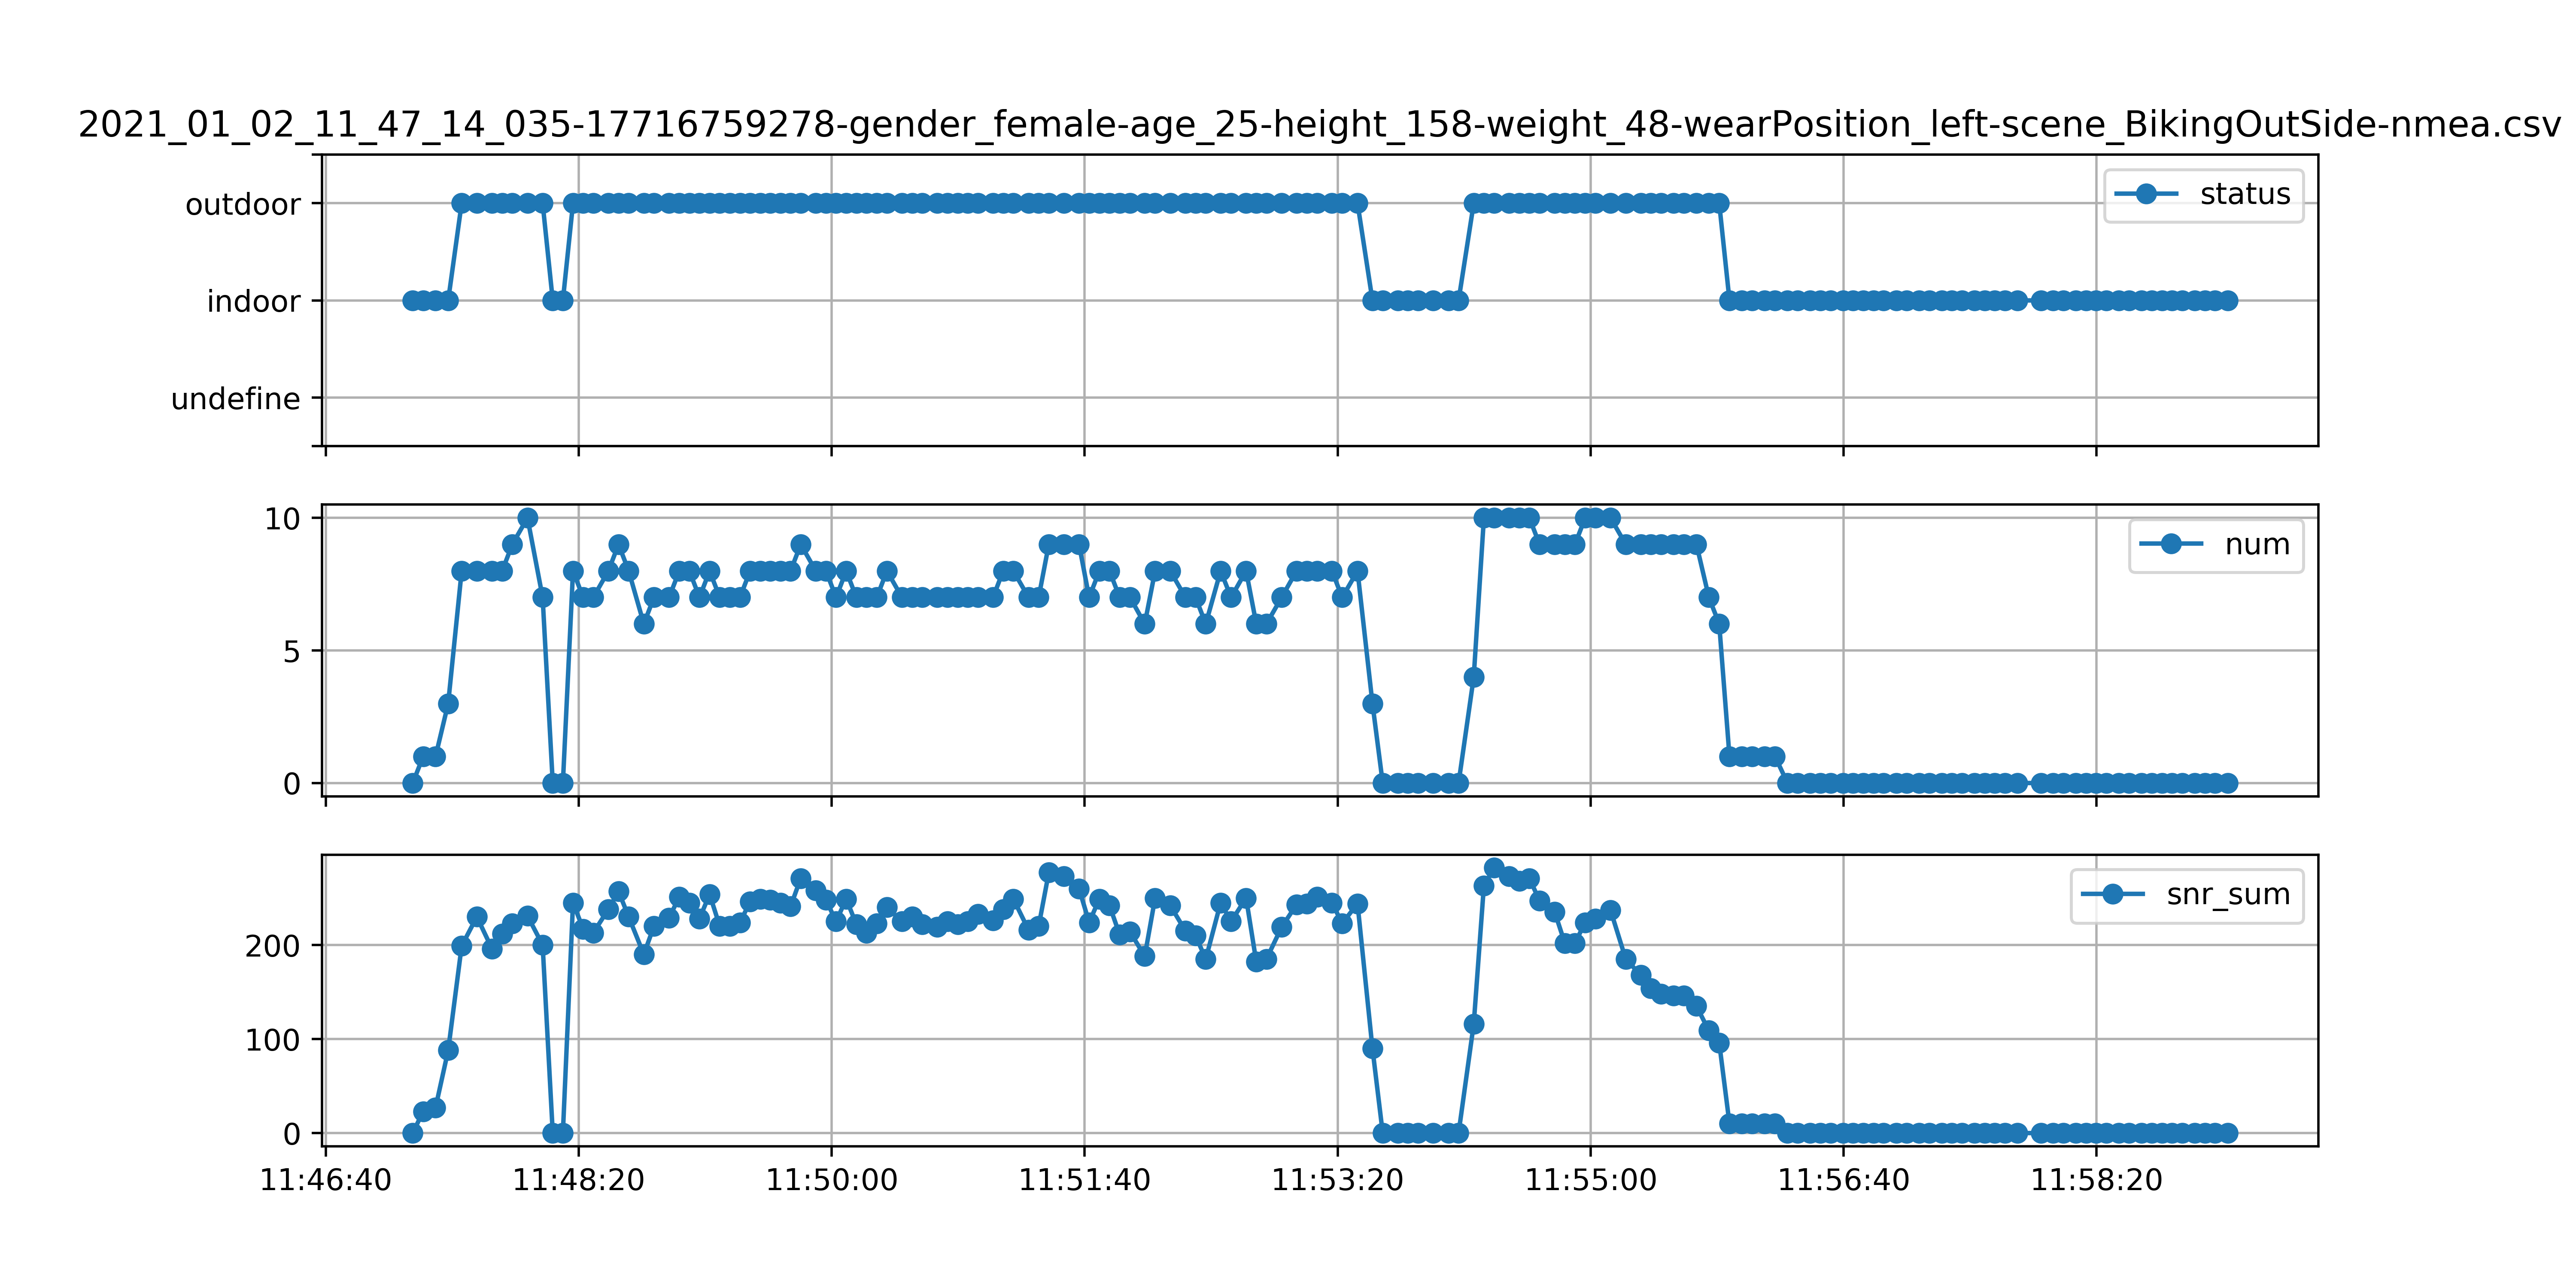 2021_01_02_11_47_14_035-17716759278-gender_female-age_25-height_158-weight_48-wearPosition_left-scene_BikingOutSide-nmea.csv
outdoor
indoor
undefine
status
10
5
0
num
200
100
0
snr_sum
11:46:40 11:48:20 11:50:00 11:51:40 11:53:20 11:55:00 11:56:40 11:58:20